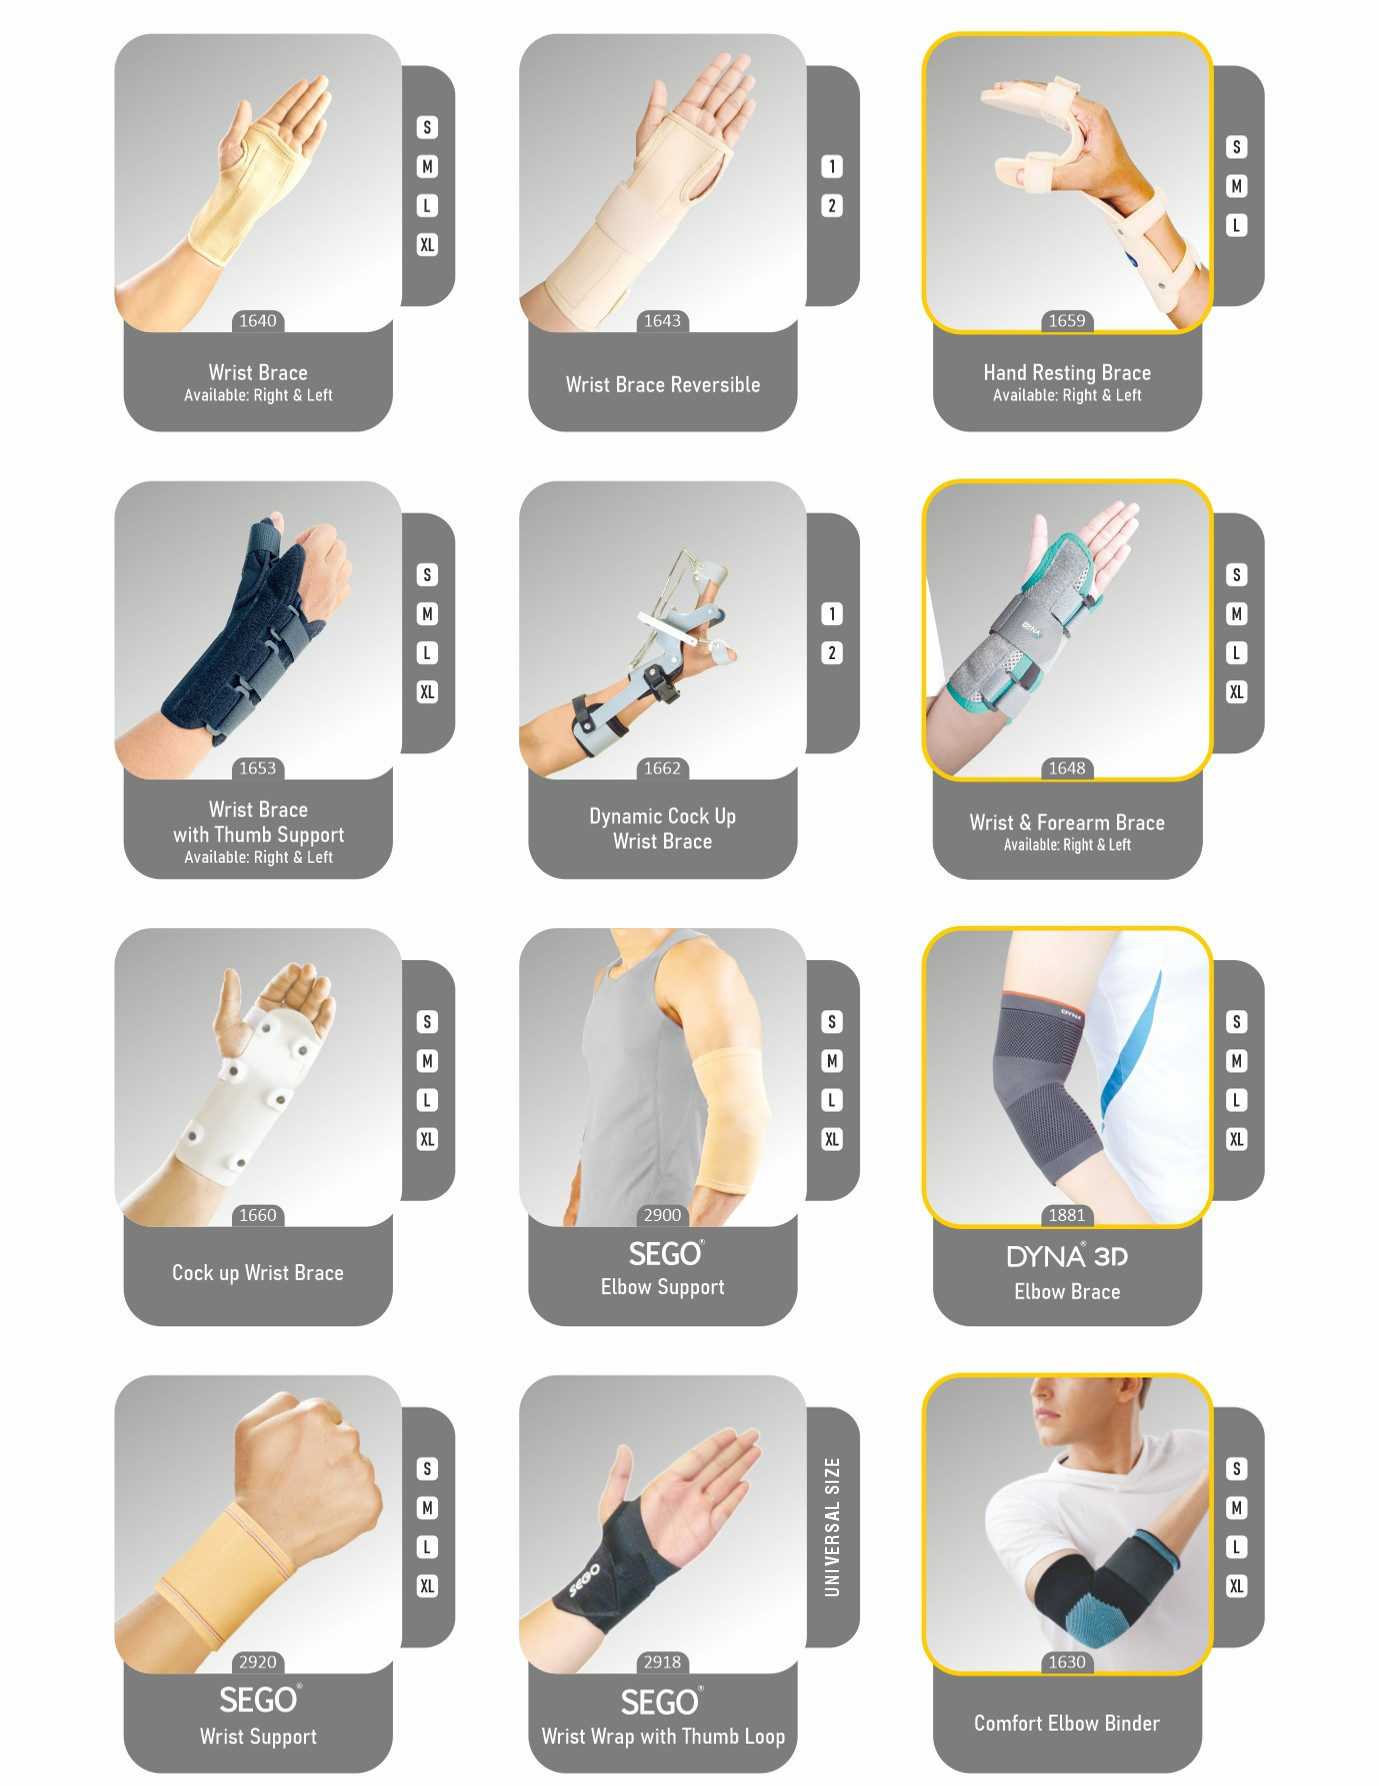 S
M
L
XL
1640
Wrist Brace
Available: Right & Left
1
2
1643
Wrist Brace Reversible
S
M
L
1659
Hand Resting Brace
Available: Right & Left
S
M
L
XL
1653
Wrist Brace
with Thumb Support
Available: Right & Left
1
2
1662
Dynamic Cock Up
Wrist Brace
DYNA
S
M
L
XL
1648
Wrist & Forearm Brace
Available: Right & Left
S
M
L
XL
1660
Cock up Wrist Brace
S
M
L
XL
2900
SEGO®
Elbow Support
DYNA
S
M
L
XL
1881
DYNA® 3D
Elbow Brace
S
M
L
XL
2920
SEGO®
Wrist Support
SEGO
UNIVERSAL SIZE
2918
SEGO®
Wrist Wrap with Thumb Loop
S
M
L
XL
1630
Comfort Elbow Binder